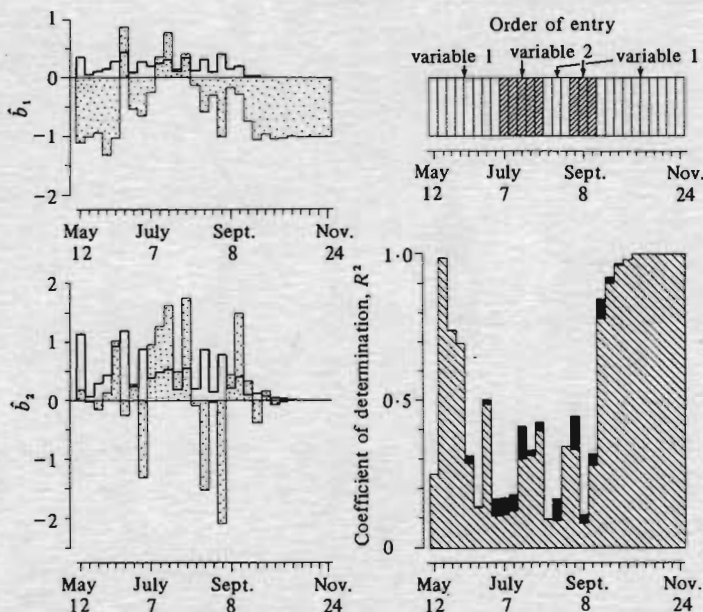 1
0
b̂₁
-1
-2
May July Sept. Nov.
12 7 8 24
Order of entry
variable 1 variable 2 variable 1
May July Sept. Nov.
12 7 8 24
2
1
0
b̂₂
-1
-2
May July Sept. Nov.
12 7 8 24
1·0
0·5
0
Coefficient of determination, R²
May July Sept. Nov.
12 7 8 24